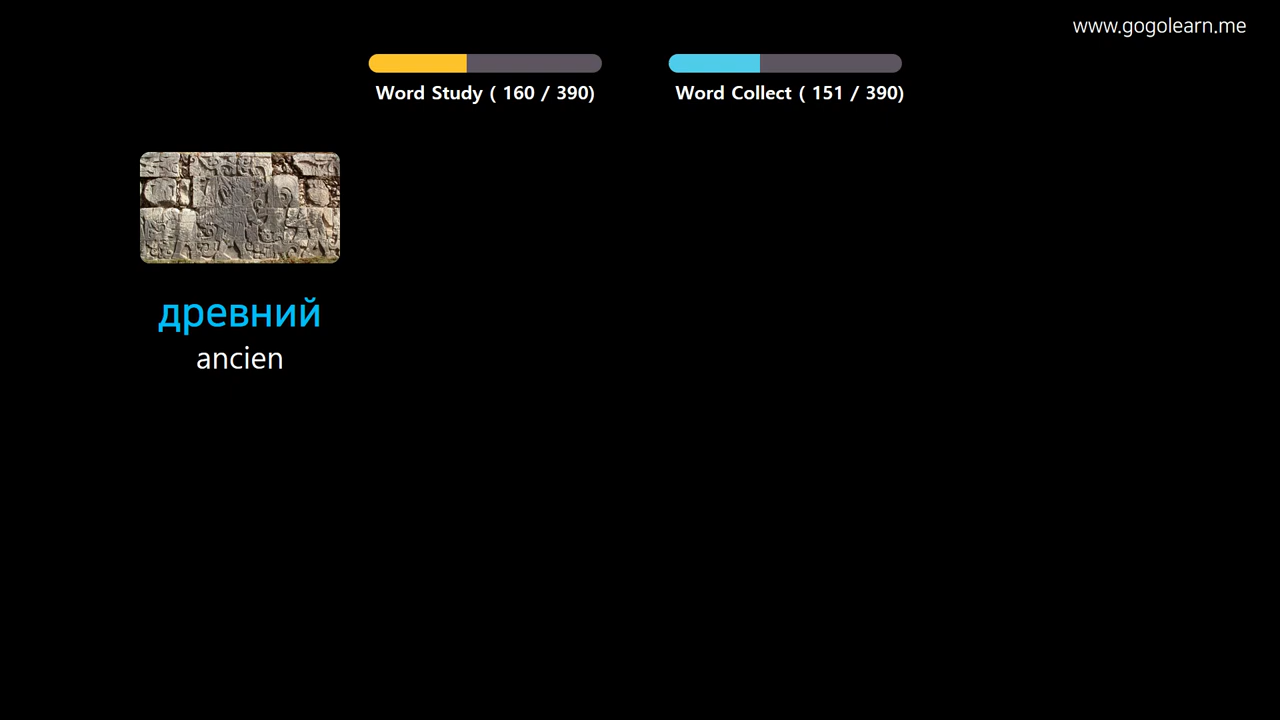 www.gogolearn.me
Word Study ( 160 / 390)
Word Collect ( 151 / 390)
древний
ancien